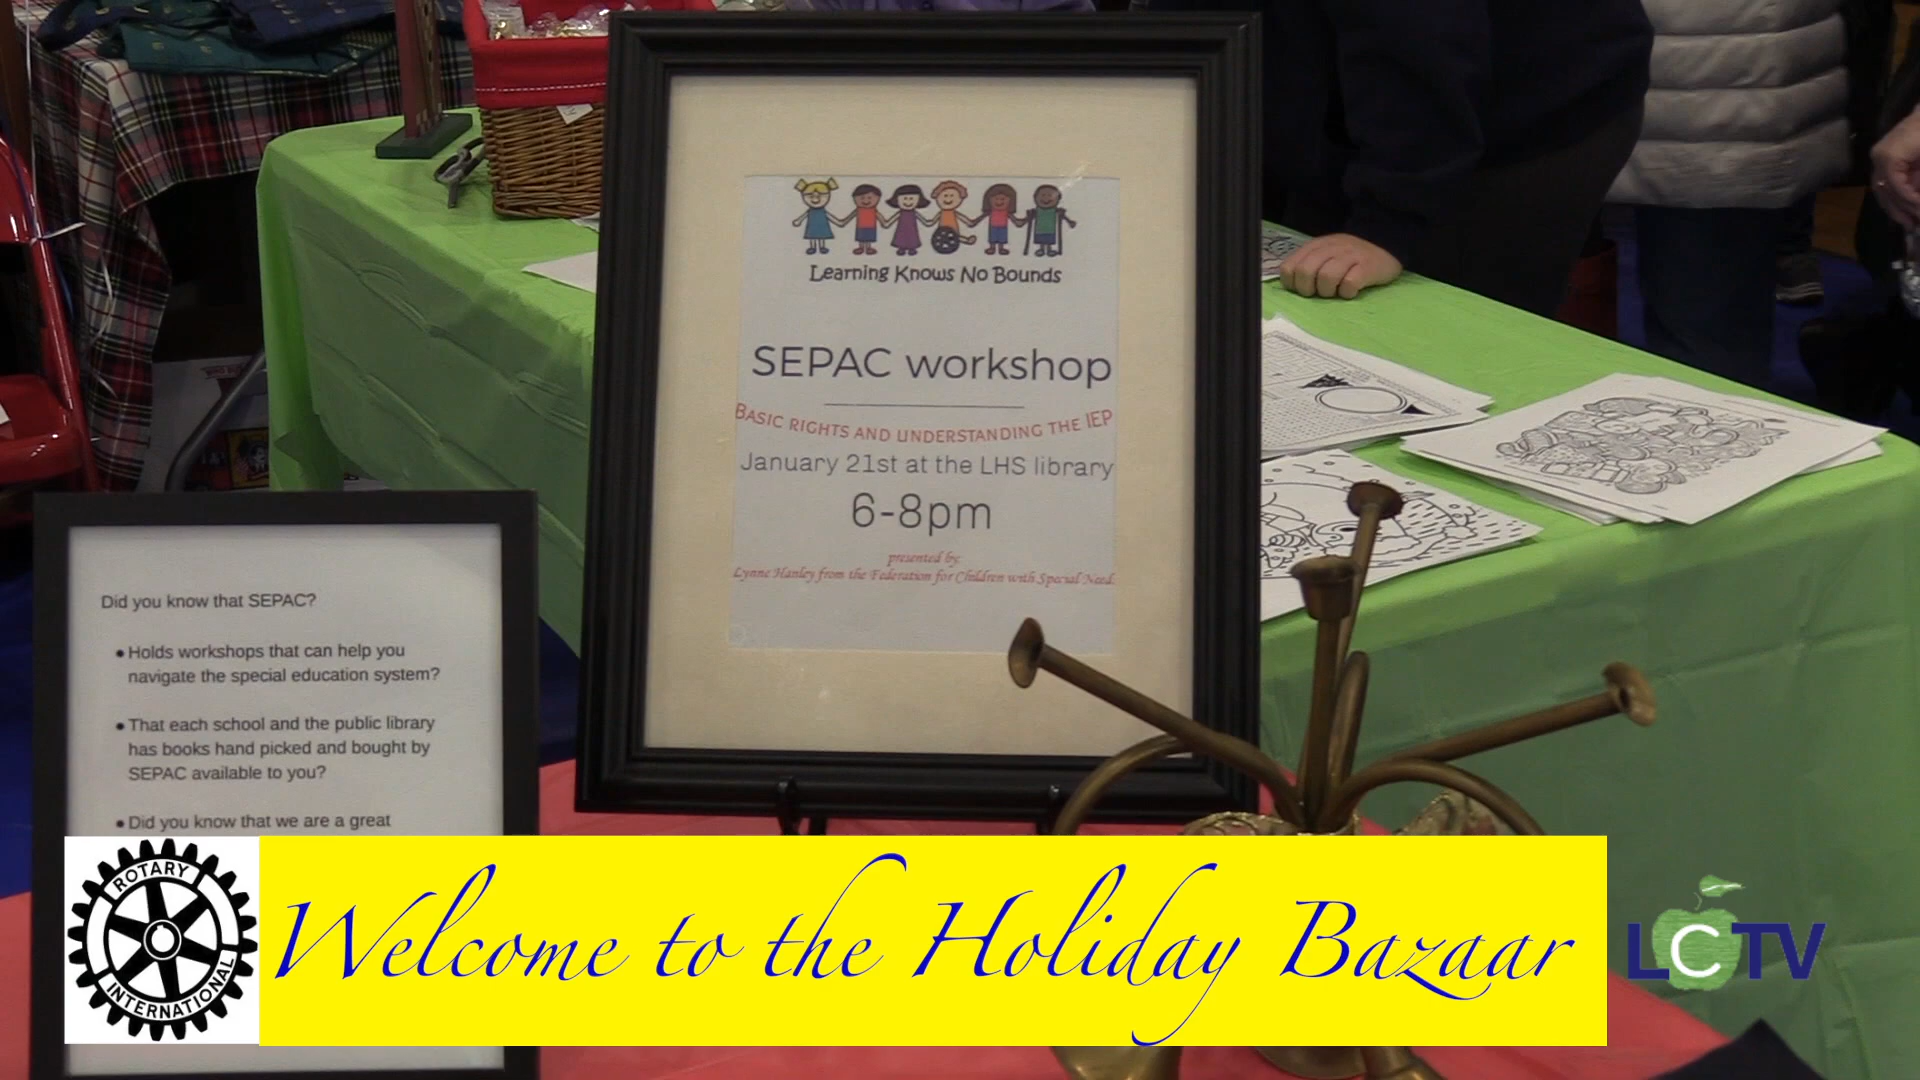 Learning Knows No Bounds
SEPAC workshop
Basic rights and understanding the IEP
January 21st at the LHS library
6-8pm
presented by:
Lynne Hanley from the Federation for Children with Special Need
Did you know that SEPAC?
• Holds workshops that can help you
navigate the special education system?
• That each school and the public library
has books hand picked and bought by
SEPAC available to you?
• Did you know that we are a great
ROTARY
INTERNATIONAL
Welcome to the Holiday Bazaar
LCTV